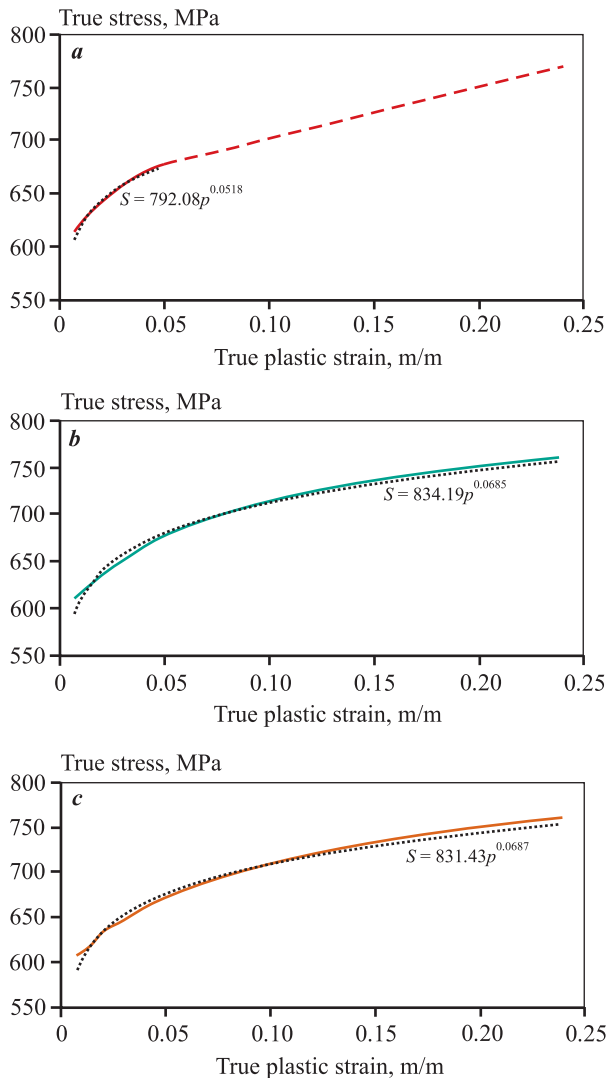 True stress, MPa
a
800
750
700
650
600
550
S = 792.08p^0.0518
0 0.05 0.10 0.15 0.20 0.25
True plastic strain, m/m
True stress, MPa
b
800
750
700
650
600
550
S = 834.19p^0.0685
0 0.05 0.10 0.15 0.20 0.25
True plastic strain, m/m
True stress, MPa
c
800
750
700
650
600
550
S = 831.43p^0.0687
0 0.05 0.10 0.15 0.20 0.25
True plastic strain, m/m